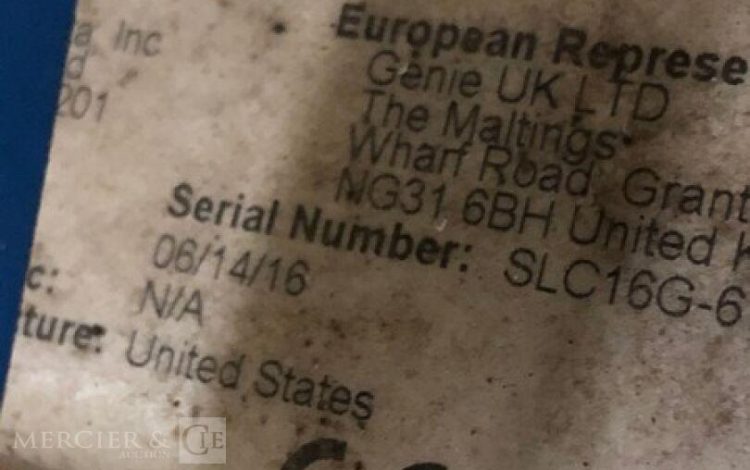 a Inc
d
201
European Represe
Genie UK LTD
The Maltings
Wharf Road, Grant
NG31 6BH United K
Serial Number: SLC16G-6
06/14/16
c: N/A
ture: United States
MERCIER & CIE
AUCTION